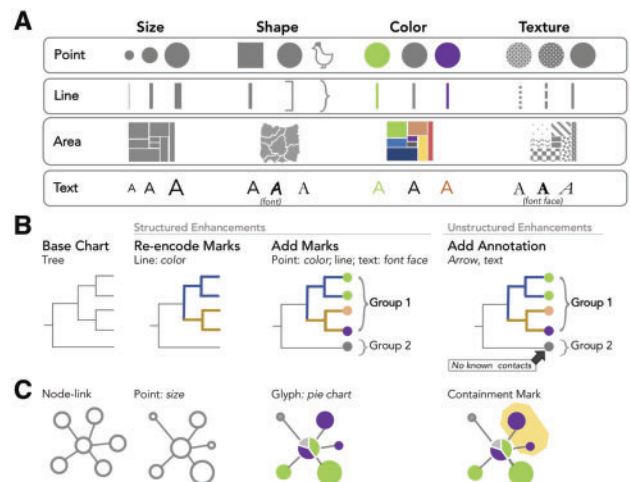 A
Size Shape Color Texture
Point
Line
Area
Text A A A A A A A A A A A A
(font) (font face)
B
Structured Enhancements Unstructured Enhancements
Base Chart Re-encode Marks Add Marks Add Annotation
Tree Line: color Point: color; line; text: font face Arrow, text
Group 1 Group 1
Group 2 Group 2
No known contacts
C
Node-link Point: size Glyph: pie chart Containment Mark